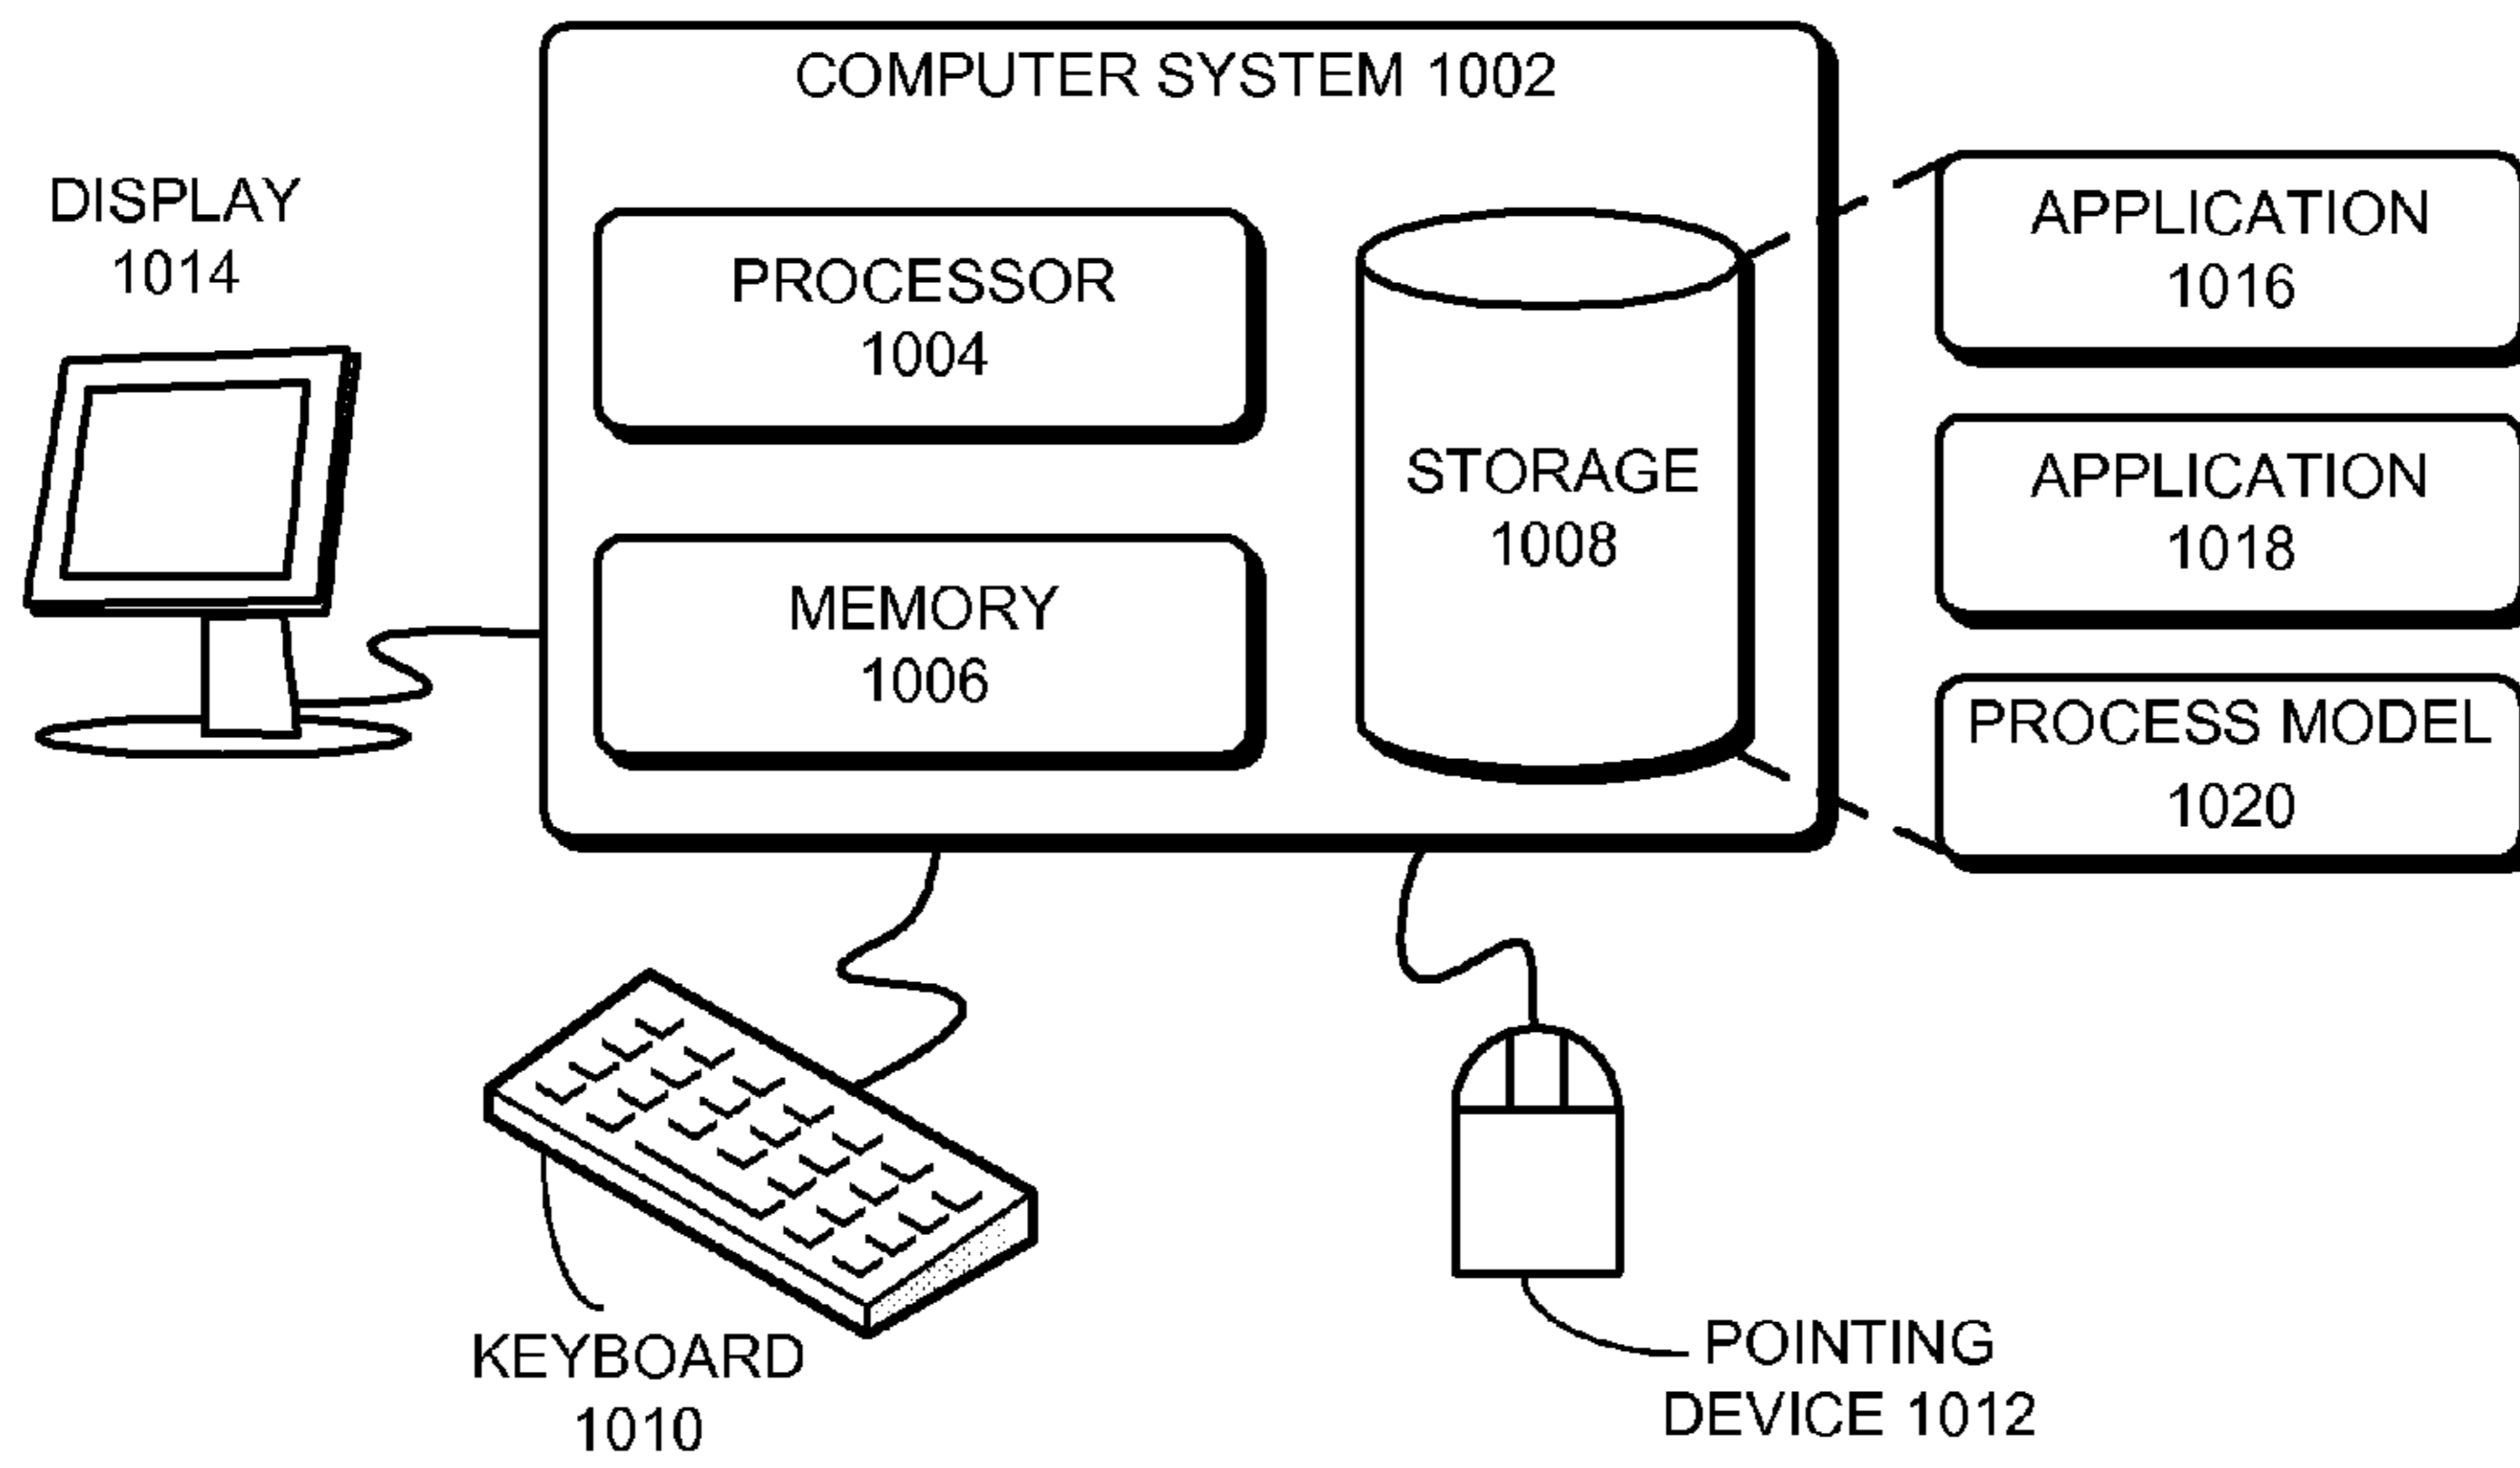 COMPUTER SYSTEM 1002
DISPLAY
1014
PROCESSOR
1004
MEMORY
1006
STORAGE
1008
APPLICATION
1016
APPLICATION
1018
PROCESS MODEL
1020
KEYBOARD
1010
POINTING
DEVICE 1012